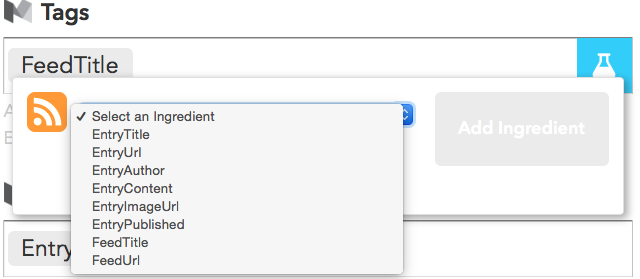 Tags
FeedTitle
Select an Ingredient
EntryTitle
EntryUrl
EntryAuthor
EntryContent
EntryImageUrl
EntryPublished
FeedTitle
FeedUrl
Add Ingredient
Entry